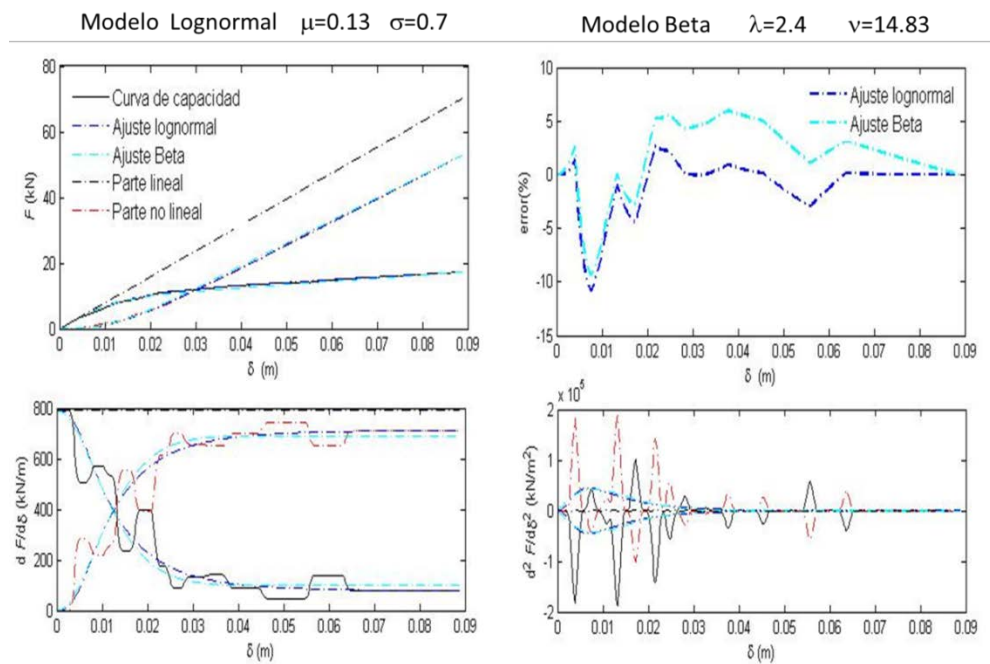 Modelo Lognormal μ=0.13 σ=0.7
Modelo Beta λ=2.4 ν=14.83
80
60
40
20
0
F (kN)
Curva de capacidad
Ajuste lognormal
Ajuste Beta
Parte lineal
Parte no lineal
0 0.01 0.02 0.03 0.04 0.05 0.06 0.07 0.08 0.09
δ (m)
10
5
0
-5
-10
-15
error(%)
Ajuste lognormal
Ajuste Beta
0 0.01 0.02 0.03 0.04 0.05 0.06 0.07 0.08 0.09
δ (m)
800
600
400
200
0
d F/dδ (kN/m)
0 0.01 0.02 0.03 0.04 0.05 0.06 0.07 0.08 0.09
δ (m)
x 10⁵
2
1
0
-1
-2
d² F/dδ² (kN/m²)
0 0.01 0.02 0.03 0.04 0.05 0.06 0.07 0.08 0.09
δ (m)